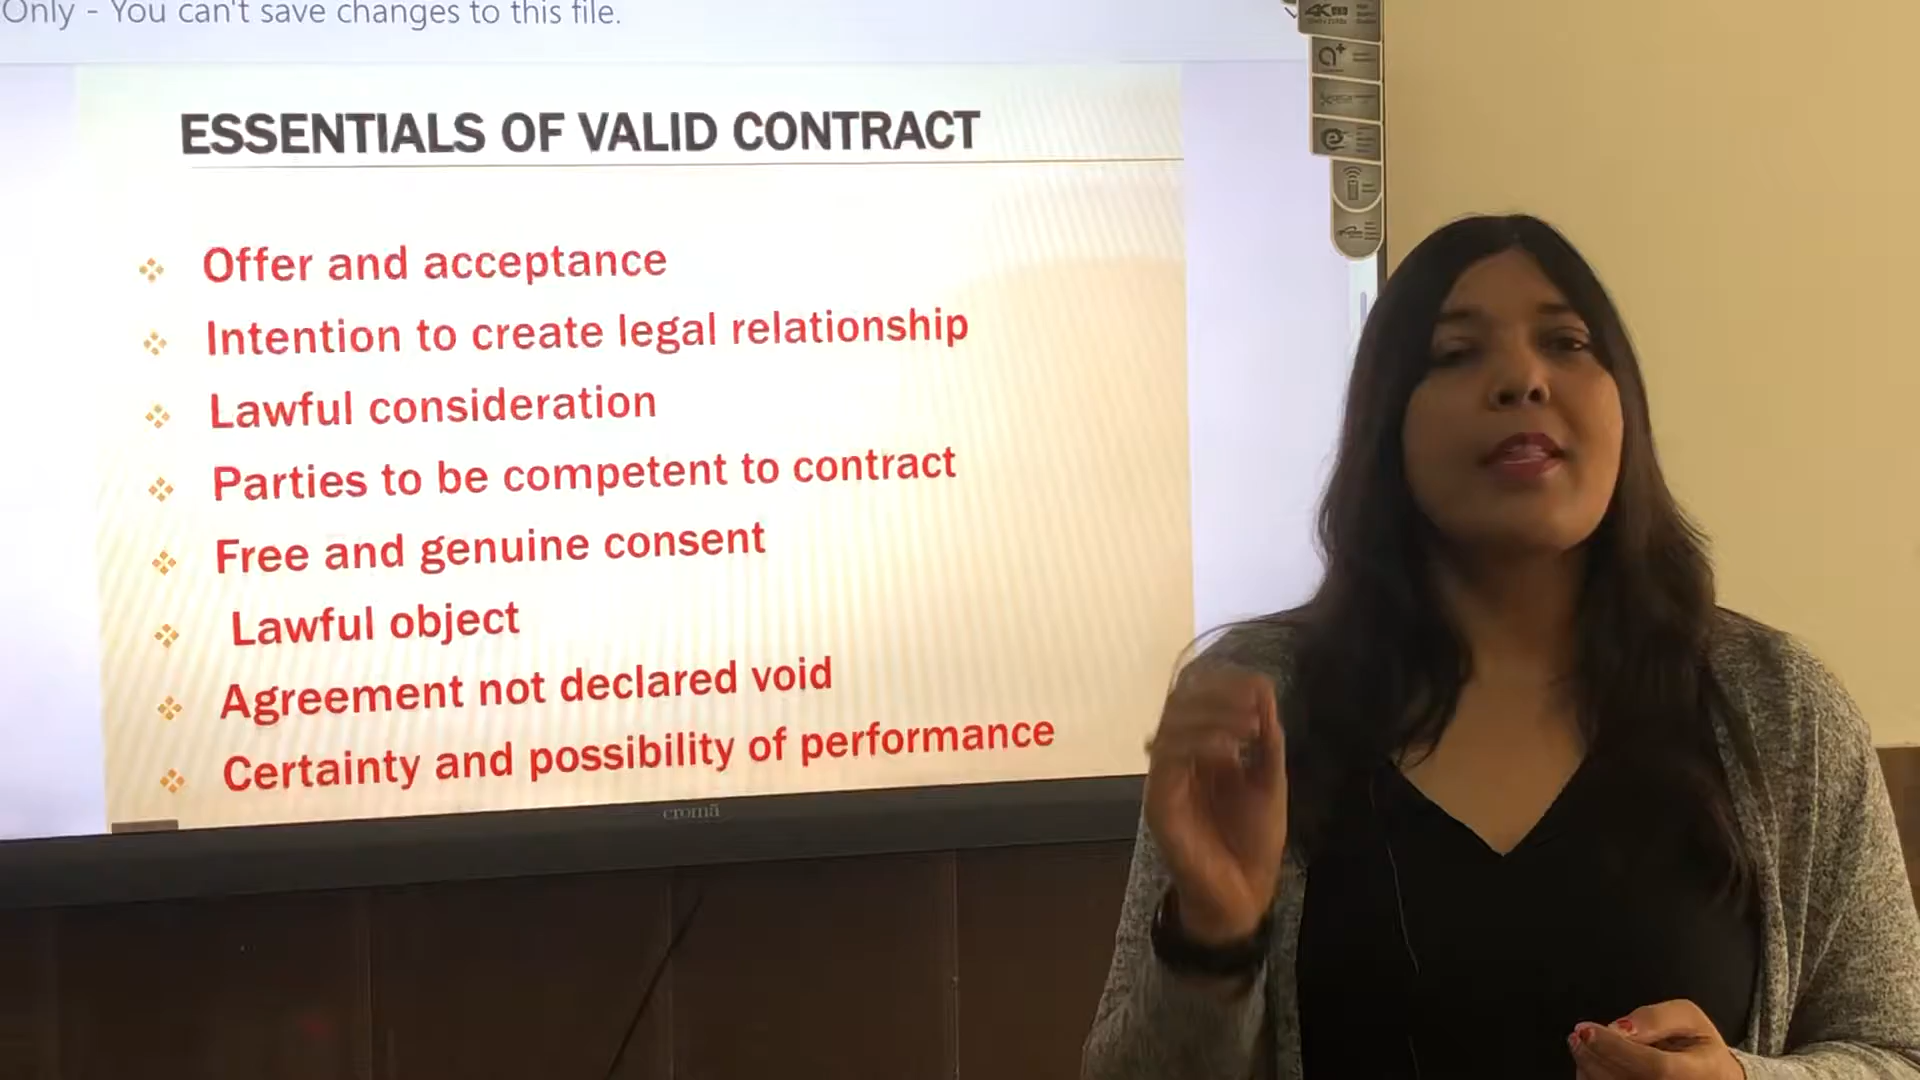 Only - You can't save changes to this file.
ESSENTIALS OF VALID CONTRACT
Offer and acceptance
Intention to create legal relationship
Lawful consideration
Parties to be competent to contract
Free and genuine consent
Lawful object
Agreement not declared void
Certainty and possibility of performance
cromā
4K
a+
e